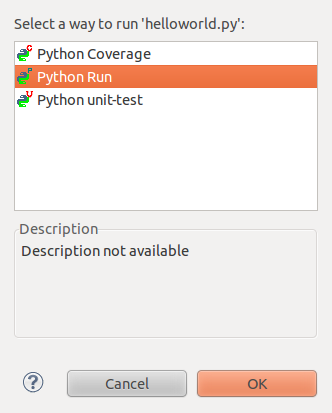 Select a way to run 'helloworld.py':
Python Coverage
Python Run
Python unit-test
Description
Description not available
?
Cancel
OK